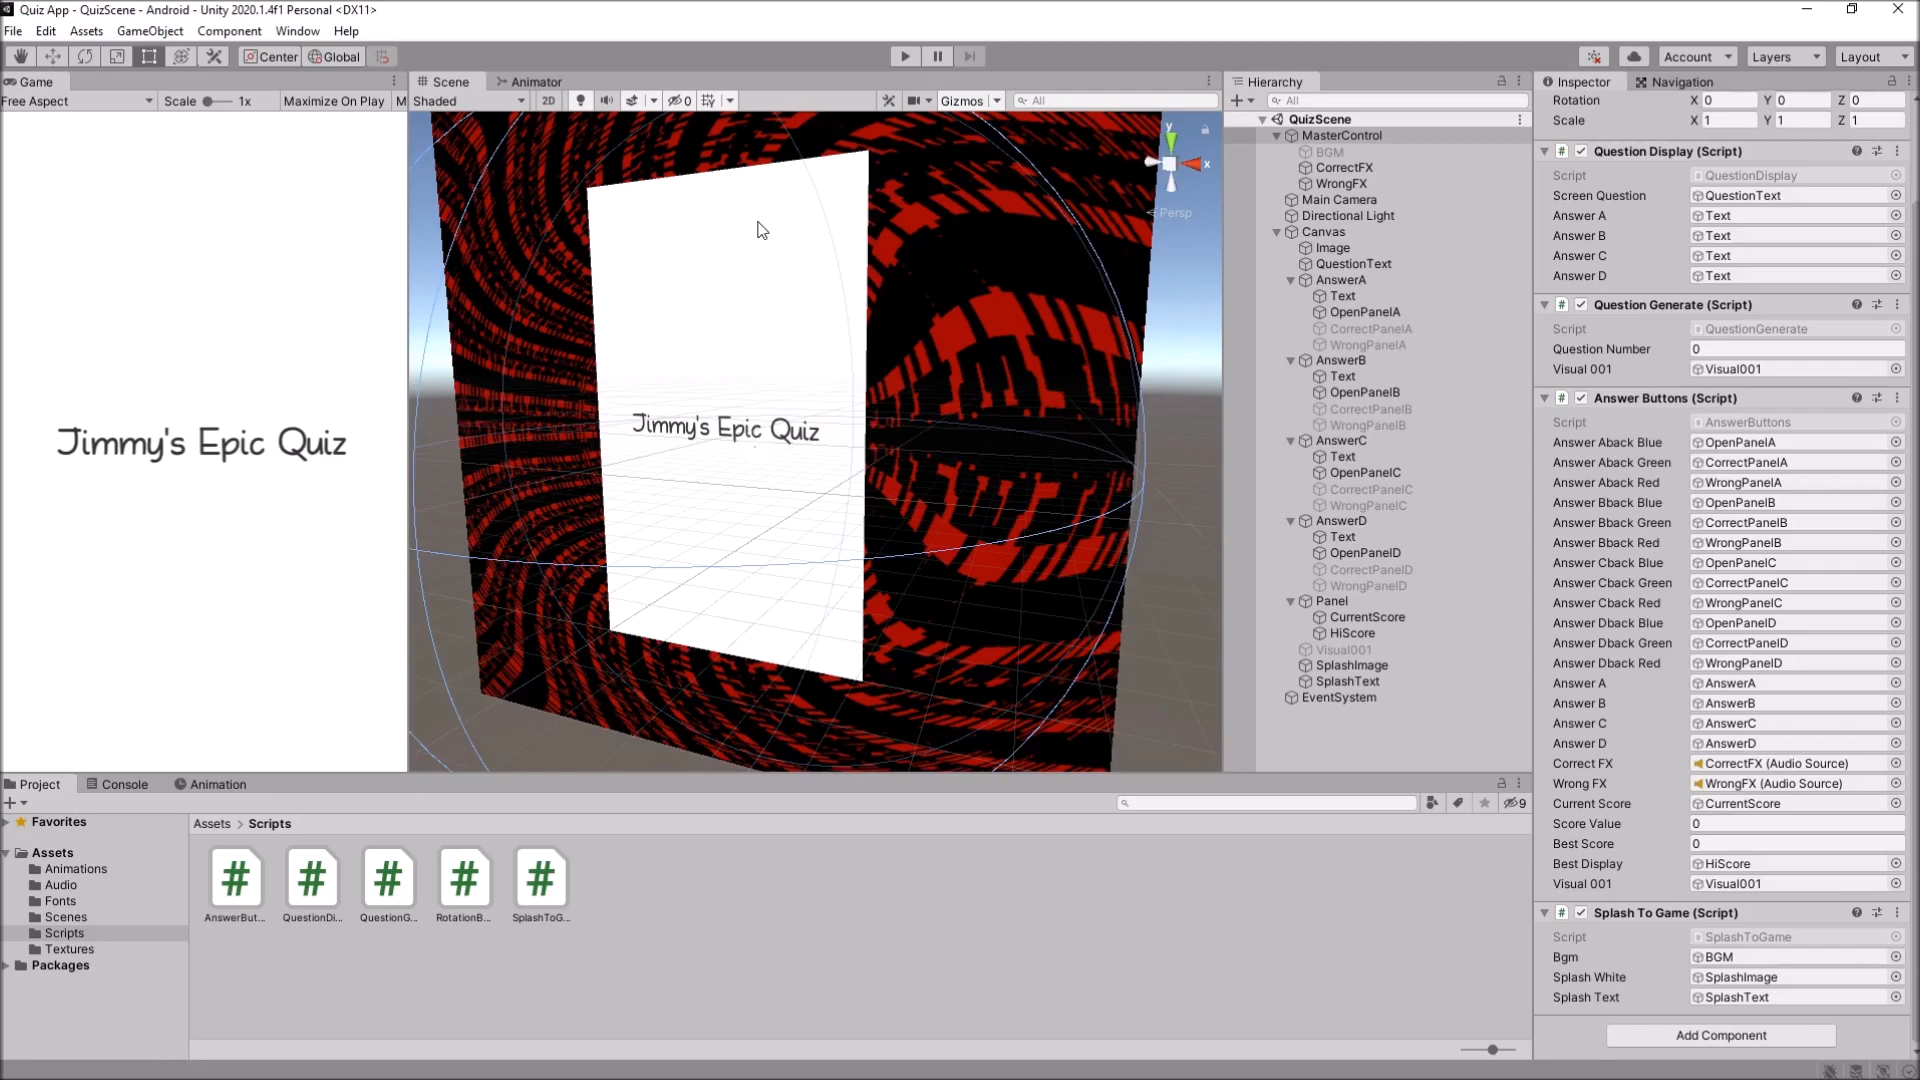 Quiz App - QuizScene - Android - Unity 2020.1.4f1 Personal <DX11>
File Edit Assets GameObject Component Window Help
Center Global Account Layers Layout
Game
Free Aspect Scale 1x Maximize On Play M
Jimmy's Epic Quiz
Scene Animator
Shaded 2D 0 Gizmos All
y
x
Persp
Jimmy's Epic Quiz
Hierarchy
All
QuizScene
MasterControl
BGM
CorrectFX
WrongFX
Main Camera
Directional Light
Canvas
Image
QuestionText
AnswerA
Text
OpenPanelA
CorrectPanelA
WrongPanelA
AnswerB
Text
OpenPanelB
CorrectPanelB
WrongPanelB
AnswerC
Text
OpenPanelC
CorrectPanelC
WrongPanelC
AnswerD
Text
OpenPanelD
CorrectPanelD
WrongPanelD
Panel
CurrentScore
HiScore
Visual001
SplashImage
SplashText
EventSystem
Inspector Navigation
Rotation X 0 Y 0 Z 0
Scale X 1 Y 1 Z 1
# Question Display (Script)
Script QuestionDisplay
Screen Question QuestionText
Answer A Text
Answer B Text
Answer C Text
Answer D Text
# Question Generate (Script)
Script QuestionGenerate
Question Number 0
Visual 001 Visual001
# Answer Buttons (Script)
Script AnswerButtons
Answer Aback Blue OpenPanelA
Answer Aback Green CorrectPanelA
Answer Aback Red WrongPanelA
Answer Bback Blue OpenPanelB
Answer Bback Green CorrectPanelB
Answer Bback Red WrongPanelB
Answer Cback Blue OpenPanelC
Answer Cback Green CorrectPanelC
Answer Cback Red WrongPanelC
Answer Dback Blue OpenPanelD
Answer Dback Green CorrectPanelD
Answer Dback Red WrongPanelD
Answer A AnswerA
Answer B AnswerB
Answer C AnswerC
Answer D AnswerD
Correct FX CorrectFX (Audio Source)
Wrong FX WrongFX (Audio Source)
Current Score CurrentScore
Score Value 0
Best Score 0
Best Display HiScore
Visual 001 Visual001
# Splash To Game (Script)
Script SplashToGame
Bgm BGM
Splash White SplashImage
Splash Text SplashText
Add Component
Project Console Animation
9
Favorites
Assets
Animations
Audio
Fonts
Scenes
Scripts
Textures
Packages
Assets > Scripts
# # # # #
AnswerBut... QuestionDi... QuestionG... RotationB... SplashToG...